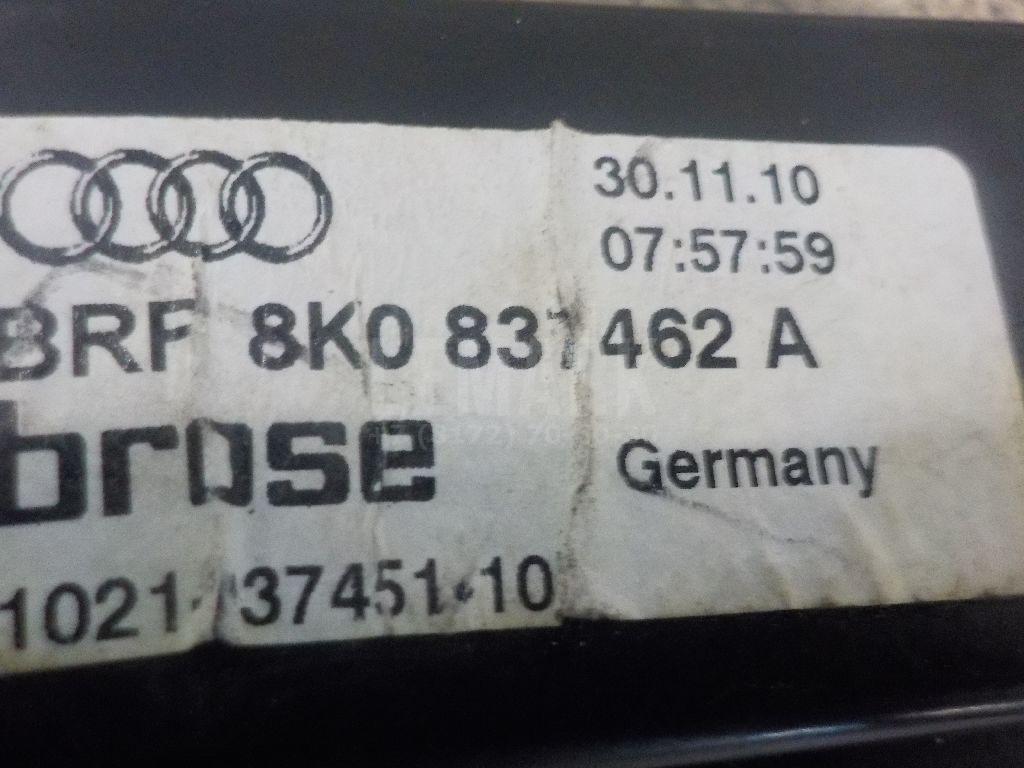 30.11.10
07:57:59
BRF 8K0 837 462 A
brose
Germany
1021- 37451-10